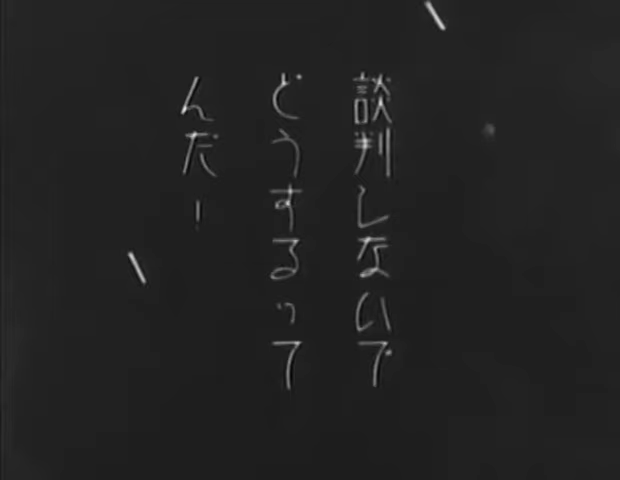 談判しないで
どうするって
んだ！